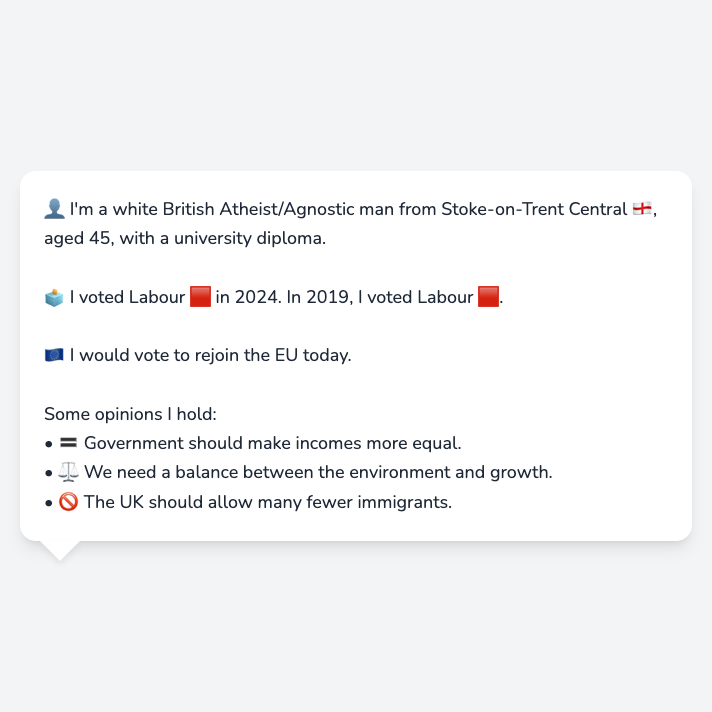 👤 I'm a white British Atheist/Agnostic man from Stoke-on-Trent Central 🏴󠁧󠁢󠁥󠁮󠁧󠁿,
aged 45, with a university diploma.
🗳️ I voted Labour 🟥 in 2024. In 2019, I voted Labour 🟥.
🇪🇺 I would vote to rejoin the EU today.
Some opinions I hold:
• 🟰 Government should make incomes more equal.
• ⚖️ We need a balance between the environment and growth.
• 🚫 The UK should allow many fewer immigrants.